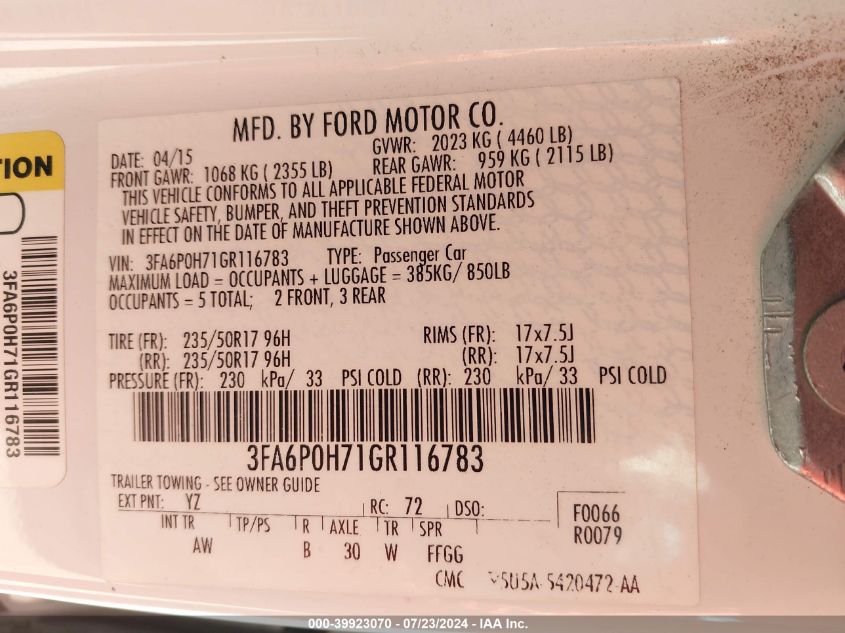 MFD. BY FORD MOTOR CO.
DATE: 04/15 GVWR: 2023 KG ( 4460 LB)
FRONT GAWR: 1068 KG ( 2355 LB) REAR GAWR: 959 KG ( 2115 LB)
THIS VEHICLE CONFORMS TO ALL APPLICABLE FEDERAL MOTOR
VEHICLE SAFETY, BUMPER, AND THEFT PREVENTION STANDARDS
IN EFFECT ON THE DATE OF MANUFACTURE SHOWN ABOVE.
VIN: 3FA6P0H71GR116783 TYPE: Passenger Car
MAXIMUM LOAD = OCCUPANTS + LUGGAGE = 385KG/ 850LB
OCCUPANTS = 5 TOTAL; 2 FRONT, 3 REAR
TIRE (FR): 235/50R17 96H RIMS (FR): 17x7.5J
(RR): 235/50R17 96H (RR): 17x7.5J
PRESSURE (FR): 230 kPa/ 33 PSI COLD (RR): 230 kPa/ 33 PSI COLD
3FA6P0H71GR116783
TRAILER TOWING - SEE OWNER GUIDE
EXT PNT: YZ RC: 72 DSO: F0066
INT TR TP/PS R AXLE TR SPR R0079
AW B 30 W FFGG
CMC 5U5A-5420472-AA
TION
3FA6P0H71GR116783
000-39923070 - 07/23/2024 - IAA Inc.